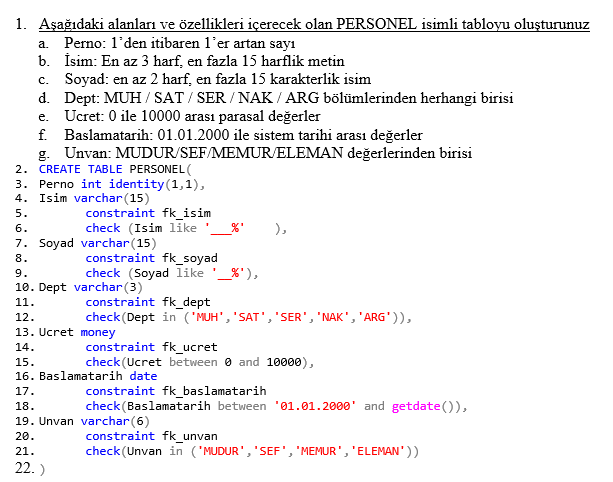 1. Aşağıdaki alanları ve özellikleri içerecek olan PERSONEL isimli tabloyu oluşturunuz
a. Perno: 1'den itibaren 1'er artan sayı
b. İsim: En az 3 harf, en fazla 15 harflik metin
c. Soyad: en az 2 harf, en fazla 15 karakterlik isim
d. Dept: MUH / SAT / SER / NAK / ARG bölümlerinden herhangi birisi
e. Ucret: 0 ile 10000 arası parasal değerler
f. Baslamatarih: 01.01.2000 ile sistem tarihi arası değerler
g. Unvan: MUDUR/SEF/MEMUR/ELEMAN değerlerinden birisi
2. CREATE TABLE PERSONEL(
3. Perno int identity(1,1),
4. Isim varchar(15)
5. constraint fk_isim
6. check (Isim like '___%' ),
7. Soyad varchar(15)
8. constraint fk_soyad
9. check (Soyad like '__%'),
10. Dept varchar(3)
11. constraint fk_dept
12. check(Dept in ('MUH','SAT','SER','NAK','ARG')),
13. Ucret money
14. constraint fk_ucret
15. check(Ucret between 0 and 10000),
16. Baslamatarih date
17. constraint fk_baslamatarih
18. check(Baslamatarih between '01.01.2000' and getdate()),
19. Unvan varchar(6)
20. constraint fk_unvan
21. check(Unvan in ('MUDUR','SEF','MEMUR','ELEMAN'))
22. )